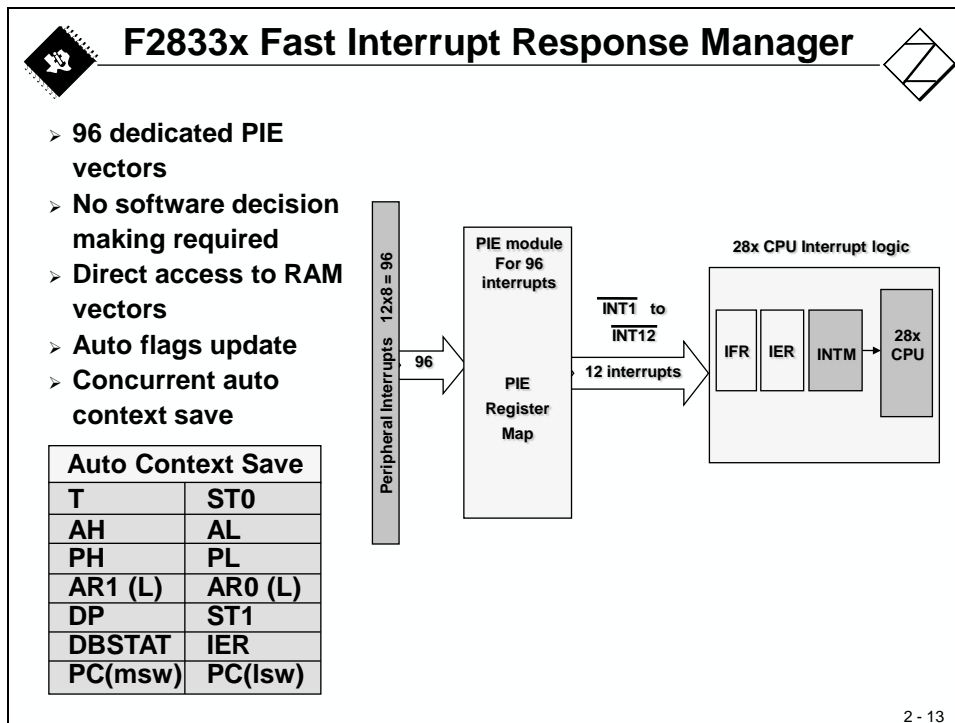 F2833x Fast Interrupt Response Manager
➢ 96 dedicated PIE
vectors
➢ No software decision
making required
➢ Direct access to RAM
vectors
➢ Auto flags update
➢ Concurrent auto
context save
Auto Context Save
T ST0
AH AL
PH PL
AR1 (L) AR0 (L)
DP ST1
DBSTAT IER
PC(msw) PC(lsw)
Peripheral Interrupts 12x8 = 96
96
PIE module
For 96
interrupts
PIE
Register
Map
INT1 to
INT12
12 interrupts
28x CPU Interrupt logic
IFR
IER
INTM
28x
CPU
2 - 13